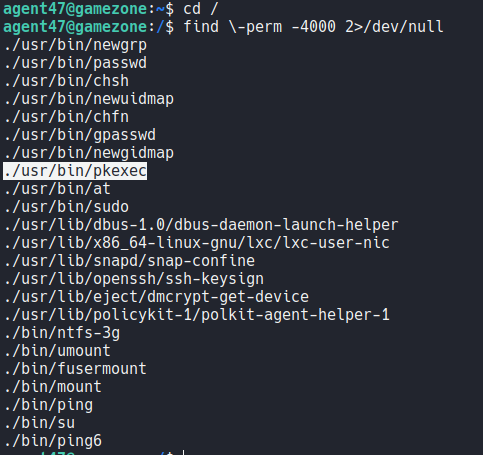 agent47@gamezone:~$ cd /
agent47@gamezone:/$ find \-perm -4000 2>/dev/null
./usr/bin/newgrp
./usr/bin/passwd
./usr/bin/chsh
./usr/bin/newuidmap
./usr/bin/chfn
./usr/bin/gpasswd
./usr/bin/newgidmap
./usr/bin/pkexec
./usr/bin/at
./usr/bin/sudo
./usr/lib/dbus-1.0/dbus-daemon-launch-helper
./usr/lib/x86_64-linux-gnu/lxc/lxc-user-nic
./usr/lib/snapd/snap-confine
./usr/lib/openssh/ssh-keysign
./usr/lib/eject/dmcrypt-get-device
./usr/lib/policykit-1/polkit-agent-helper-1
./bin/ntfs-3g
./bin/umount
./bin/fusermount
./bin/mount
./bin/ping
./bin/su
./bin/ping6